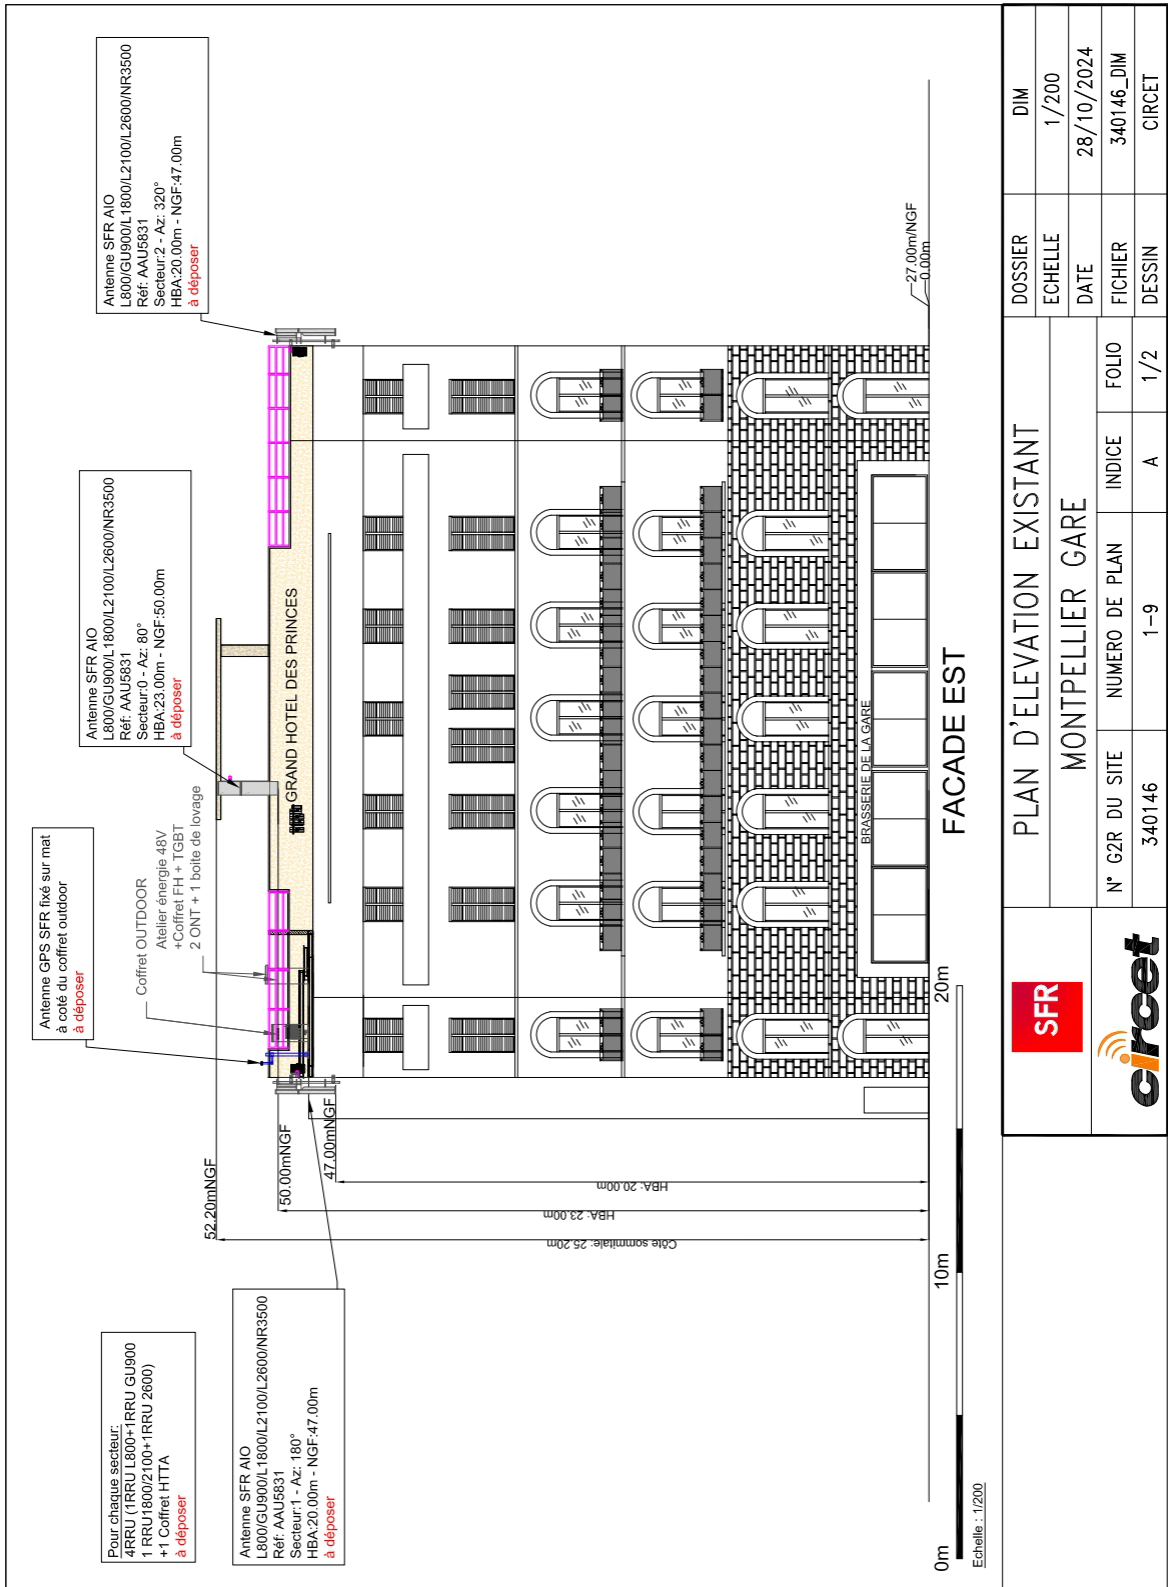 Pour chaque secteur:
4RRU (1RRU L800+1RRU GU900
1 RRU1800/2100+1RRU 2600)
+1 Coffret HTTA
à déposer
Antenne GPS SFR fixé sur mat
à coté du coffret outdoor
à déposer
Antenne SFR AIO
L800/GU900/L1800/L2100/L2600/NR3500
Réf: AAU5831
Secteur:0 - Az: 80°
HBA:23.00m - NGF:50.00m
à déposer
Antenne SFR AIO
L800/GU900/L1800/L2100/L2600/NR3500
Réf: AAU5831
Secteur:2 - Az: 320°
HBA:20.00m - NGF:47.00m
à déposer
Coffret OUTDOOR
Atelier énergie 48V
+Coffret FH + TGBT
2 ONT + 1 boite de lovage
Antenne SFR AIO
L800/GU900/L1800/L2100/L2600/NR3500
Réf: AAU5831
Secteur:1 - Az: 180°
HBA:20.00m - NGF:47.00m
à déposer
52.20mNGF
50.00mNGF
47.00mNGF
GRAND HOTEL DES PRINCES
Côte sommitale: 25.20m
HBA: 23.00m
HBA: 20.00m
BRASSERIE DE LA GARE
27.00m/NGF
0.00m
FACADE EST
0m
10m
20m
Echelle : 1/200
SFR
circet
PLAN D'ELEVATION EXISTANT
MONTPELLIER GARE
N° G2R DU SITE
NUMERO DE PLAN
INDICE
FOLIO
340146
1-9
A
1/2
DOSSIER
DIM
ECHELLE
1/200
DATE
28/10/2024
FICHIER
340146_DIM
DESSIN
CIRCET